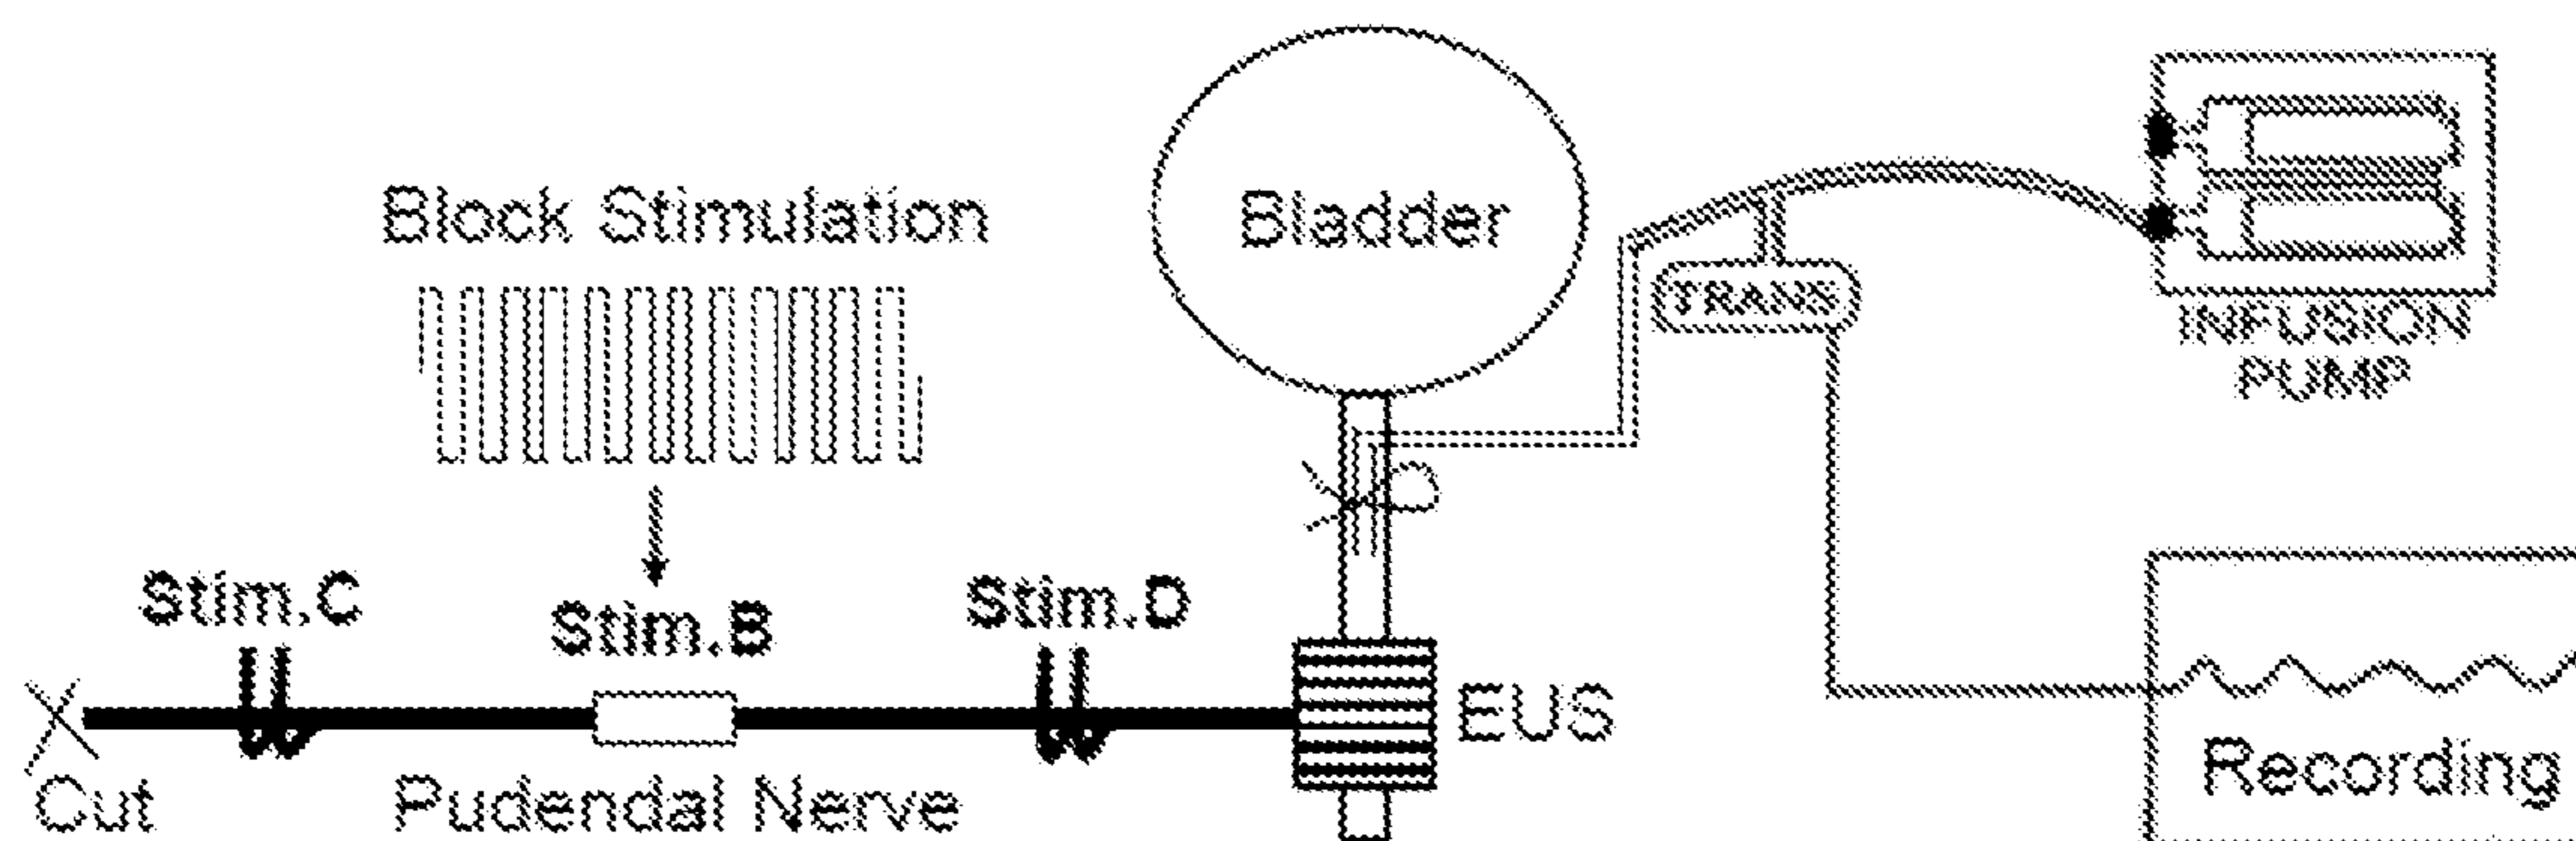 Block Stimulation
Bladder
TRANS
INFUSION
PUMP
Stim.C
Stim.B
Stim.D
EUS
Cut
Pudendal Nerve
Recording